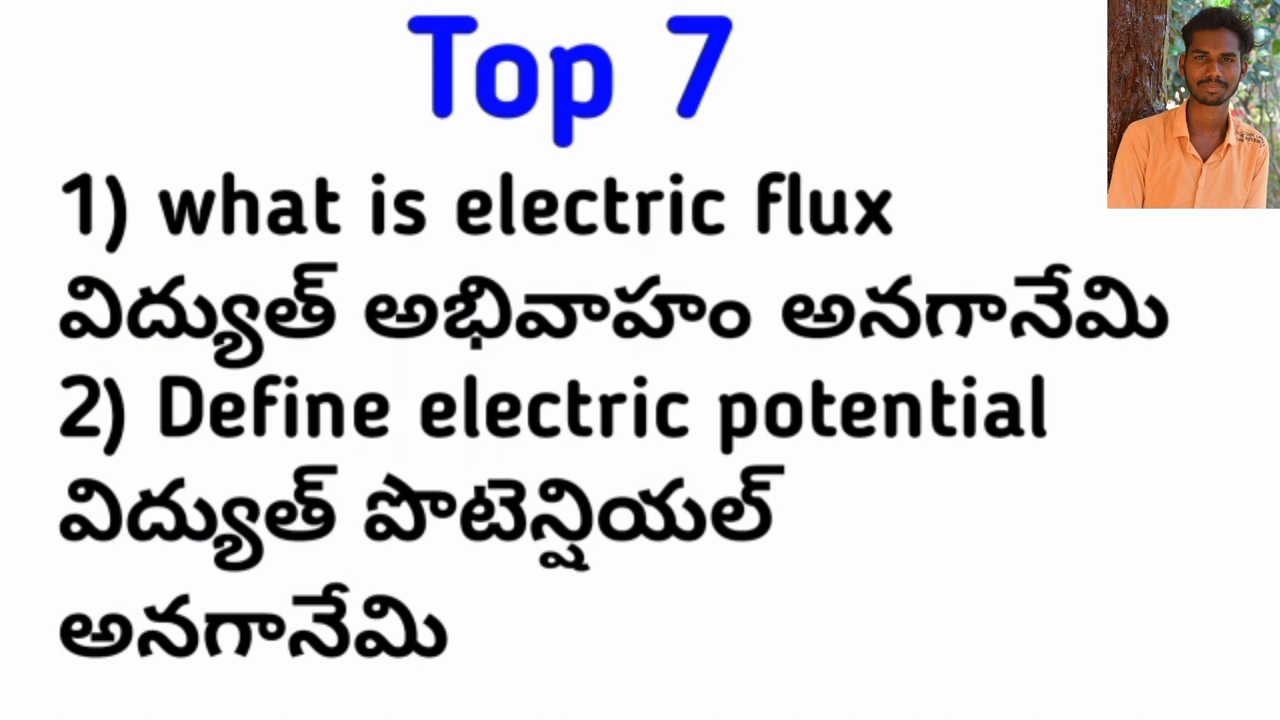 Top 7
1) what is electric flux
విద్యుత్ అభివాహం అనగానేమి
2) Define electric potential
విద్యుత్ పొటెన్షియల్
అనగానేమి